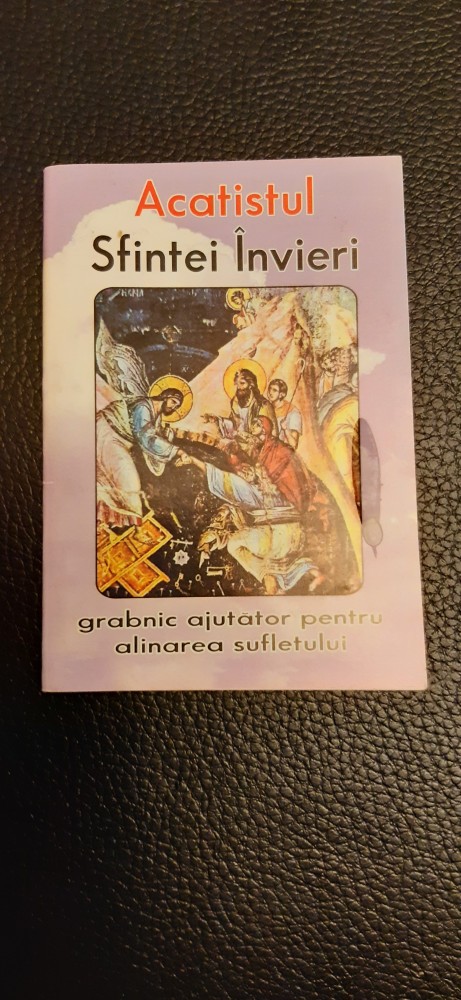 Acatistul
Sfintei Învieri
grabnic ajutător pentru
alinarea sufletului